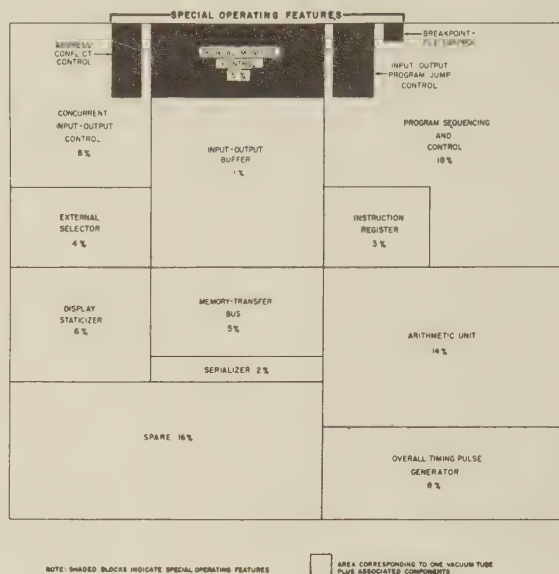 SPECIAL OPERATING FEATURES
BREAKPOINT-
CONFLICT
CONTROL
CONTROL
5 %
INPUT-OUTPUT
PROGRAM JUMP
CONTROL
CONCURRENT
INPUT-OUTPUT
CONTROL
8 %
INPUT-OUTPUT
BUFFER
PROGRAM SEQUENCING
AND
CONTROL
18%
EXTERNAL
SELECTOR
4 %
INSTRUCTION
REGISTER
3 %
DISPLAY
STATICIZER
6 %
MEMORY-TRANSFER
BUS
5%
ARITHMETIC UNIT
14 %
SERIALIZER 2 %
SPARE 16%
OVERALL TIMING PULSE
GENERATOR
8 %
NOTE: SHADED BLOCKS INDICATE SPECIAL OPERATING FEATURES
AREA CORRESPONDING TO ONE VACUUM TUBE
PLUS ASSOCIATED COMPONENTS